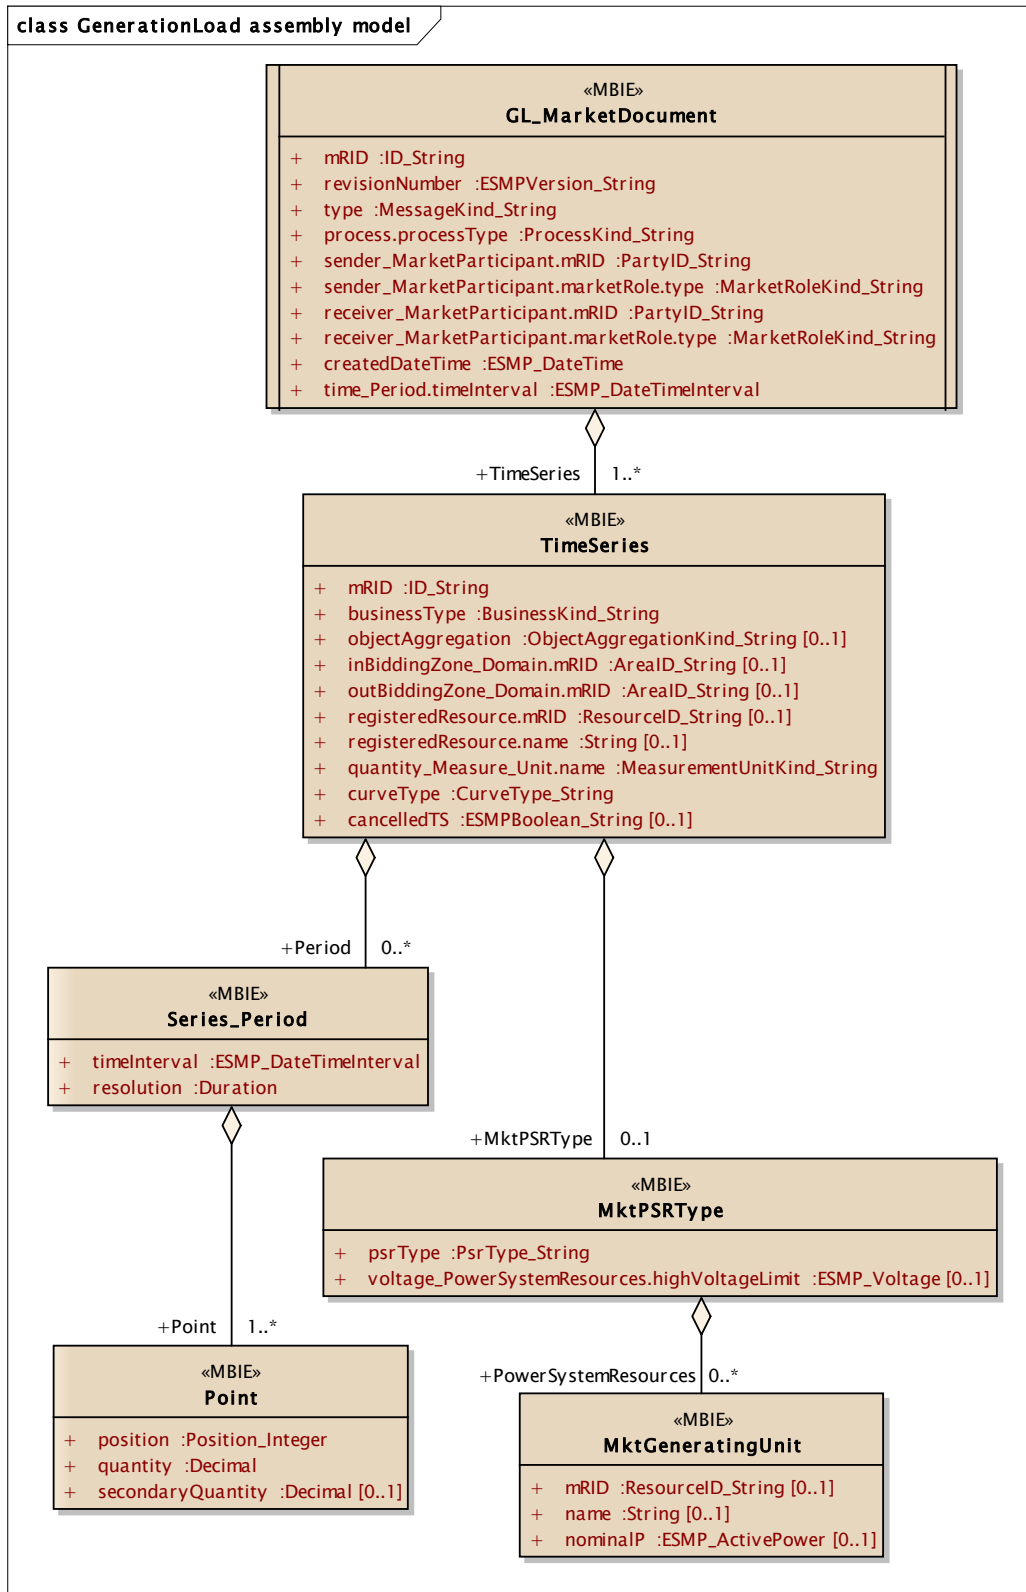 class GenerationLoad assembly model
«MBIE»
GL_MarketDocument
+ mRID :ID_String
+ revisionNumber :ESMPVersion_String
+ type :MessageKind_String
+ process.processType :ProcessKind_String
+ sender_MarketParticipant.mRID :PartyID_String
+ sender_MarketParticipant.marketRole.type :MarketRoleKind_String
+ receiver_MarketParticipant.mRID :PartyID_String
+ receiver_MarketParticipant.marketRole.type :MarketRoleKind_String
+ createdDateTime :ESMP_DateTime
+ time_Period.timeInterval :ESMP_DateTimeInterval
+TimeSeries 1..*
«MBIE»
TimeSeries
+ mRID :ID_String
+ businessType :BusinessKind_String
+ objectAggregation :ObjectAggregationKind_String [0..1]
+ inBiddingZone_Domain.mRID :AreaID_String [0..1]
+ outBiddingZone_Domain.mRID :AreaID_String [0..1]
+ registeredResource.mRID :ResourceID_String [0..1]
+ registeredResource.name :String [0..1]
+ quantity_Measure_Unit.name :MeasurementUnitKind_String
+ curveType :CurveType_String
+ cancelledTS :ESMPBoolean_String [0..1]
+Period 0..*
«MBIE»
Series_Period
+ timeInterval :ESMP_DateTimeInterval
+ resolution :Duration
+MktPSRType 0..1
«MBIE»
MktPSRType
+ psrType :PsrType_String
+ voltage_PowerSystemResources.highVoltageLimit :ESMP_Voltage [0..1]
+Point 1..*
«MBIE»
Point
+ position :Position_Integer
+ quantity :Decimal
+ secondaryQuantity :Decimal [0..1]
+PowerSystemResources 0..*
«MBIE»
MktGeneratingUnit
+ mRID :ResourceID_String [0..1]
+ name :String [0..1]
+ nominalP :ESMP_ActivePower [0..1]